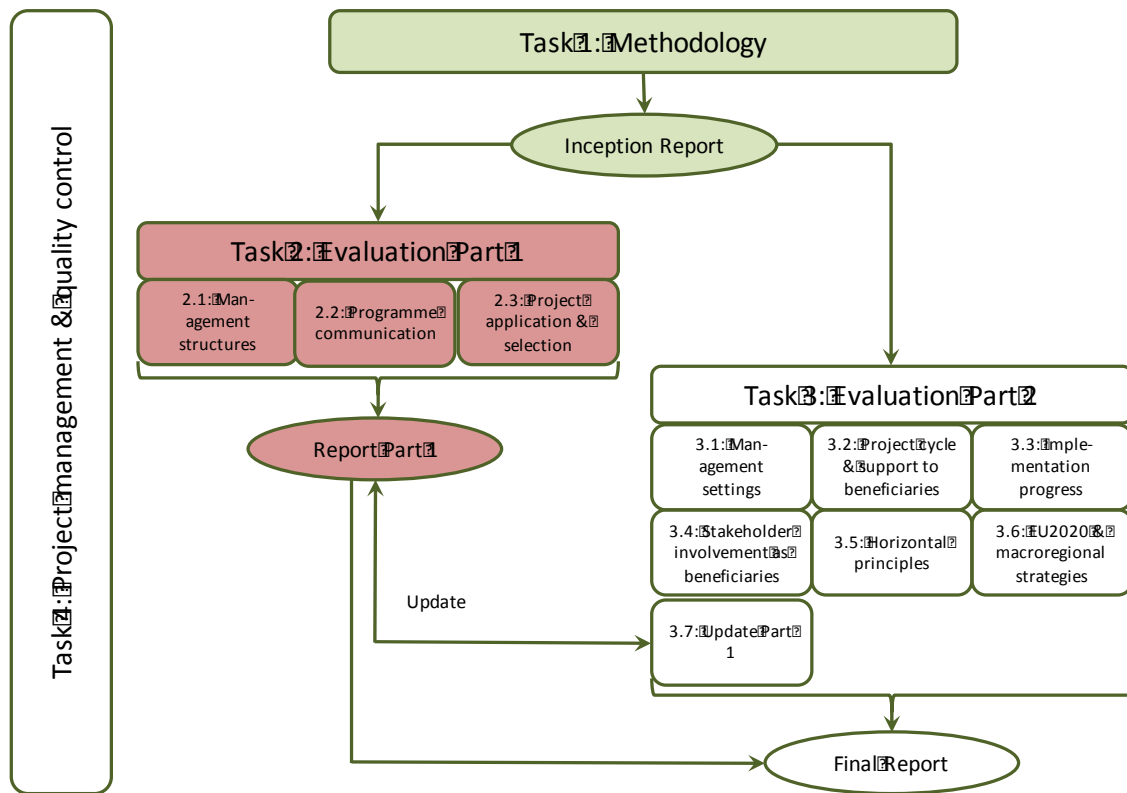 Task 1: Methodology
Inception Report
Task 4: Project management & quality control
Task 2: Evaluation Part 1
2.1: Man-
agement
structures
2.2: Programme
communication
2.3: Project
application &
selection
Report Part 1
Task 3: Evaluation Part 2
3.1: Man-
agement
settings
3.2: Project cycle
& support to
beneficiaries
3.3: Imple-
mentation
progress
3.4: Stakeholder
involvement as
beneficiaries
3.5: Horizontal
principles
3.6: EU2020 &
macroregional
strategies
Update
3.7: Update Part
1
Final Report